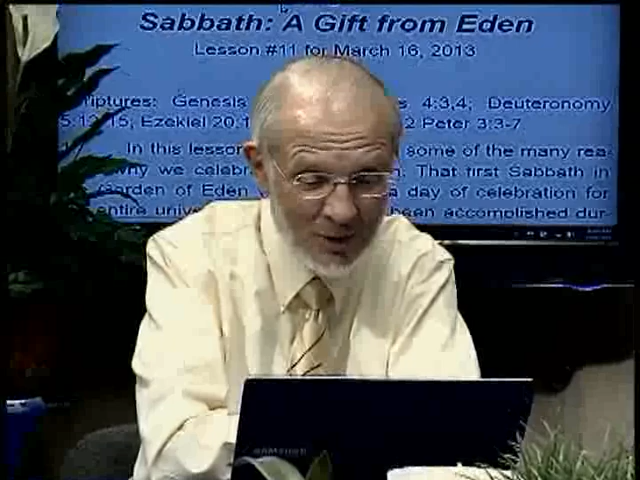 Sabbath: A Gift from Eden
Lesson #11 for March 16, 2013
Scriptures: Genesis 4:3,4; Deuteronomy
5:12-15; Ezekiel 20:1 2 Peter 3:3-7
In this lesson some of the many rea-
why we celebr That first Sabbath in
Garden of Eden a day of celebration for
entire unive been accomplished dur-
SAMSUNG